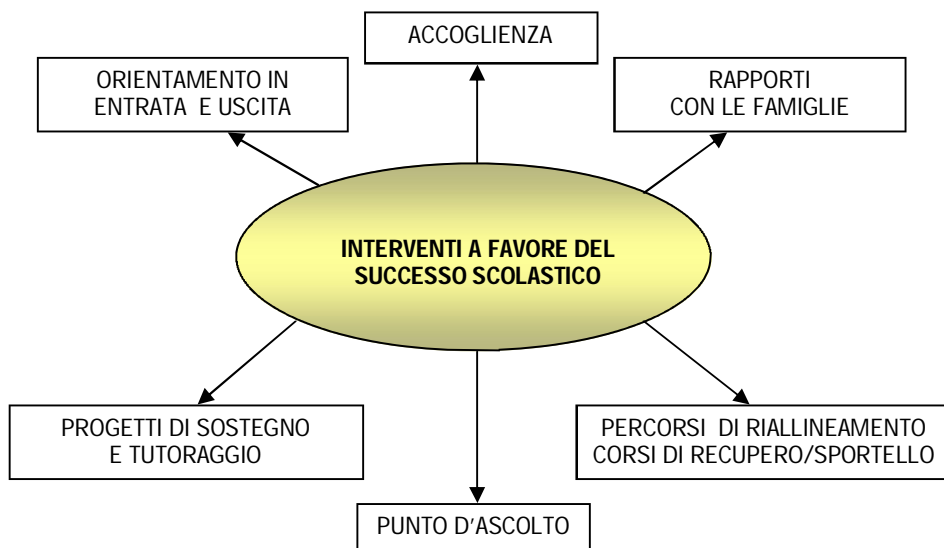 ACCOGLIENZA
ORIENTAMENTO IN
ENTRATA E USCITA
RAPPORTI
CON LE FAMIGLIE
INTERVENTI A FAVORE DEL
SUCCESSO SCOLASTICO
PROGETTI DI SOSTEGNO
E TUTORAGGIO
PERCORSI DI RIALLINEAMENTO
CORSI DI RECUPERO/SPORTELLO
PUNTO D'ASCOLTO